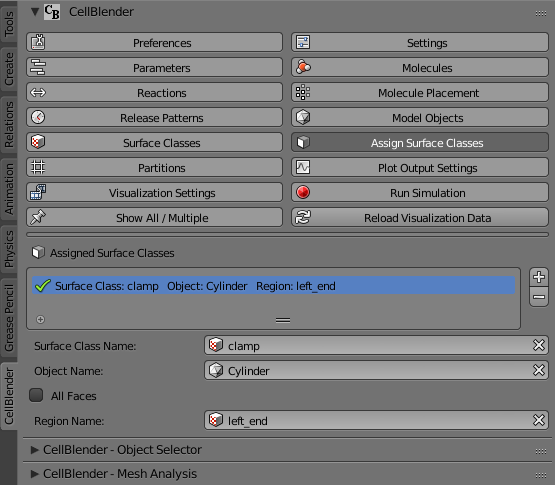 CellBlender
Preferences Settings
Parameters Molecules
Reactions Molecule Placement
Release Patterns Model Objects
Surface Classes Assign Surface Classes
Partitions Plot Output Settings
Visualization Settings Run Simulation
Show All / Multiple Reload Visualization Data
Assigned Surface Classes
Surface Class: clamp Object: Cylinder Region: left_end
Surface Class Name: clamp
Object Name: Cylinder
All Faces
Region Name: left_end
CellBlender - Object Selector
CellBlender - Mesh Analysis
Tools
Create
Relations
Animation
Physics
Grease Pencil
CellBlender